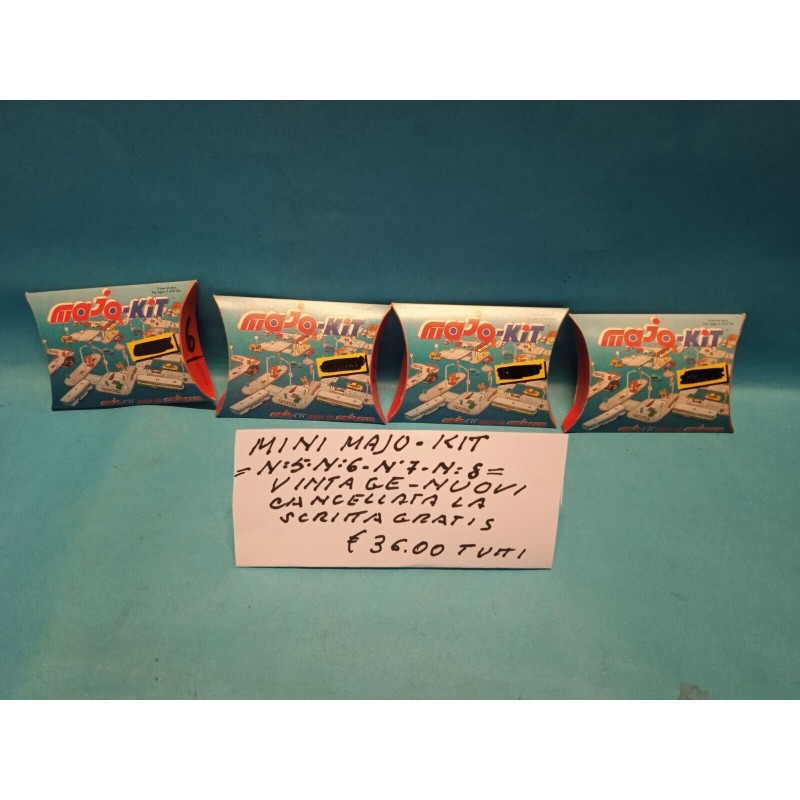 majo-KiT
6
majo-KiT
majo-KiT
majo-KiT
MINI MAJO-KIT
=N:5-N:6-N°7-N:8=
VINTAGE-NUOVI
CANCELLATA LA
SCRITTA GRATIS
€ 36.00 TUTTI